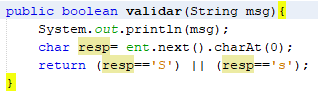 public boolean validar(String msg){
System.out.println(msg);
char resp= ent.next().charAt(0);
return (resp=='S') || (resp=='s');
}